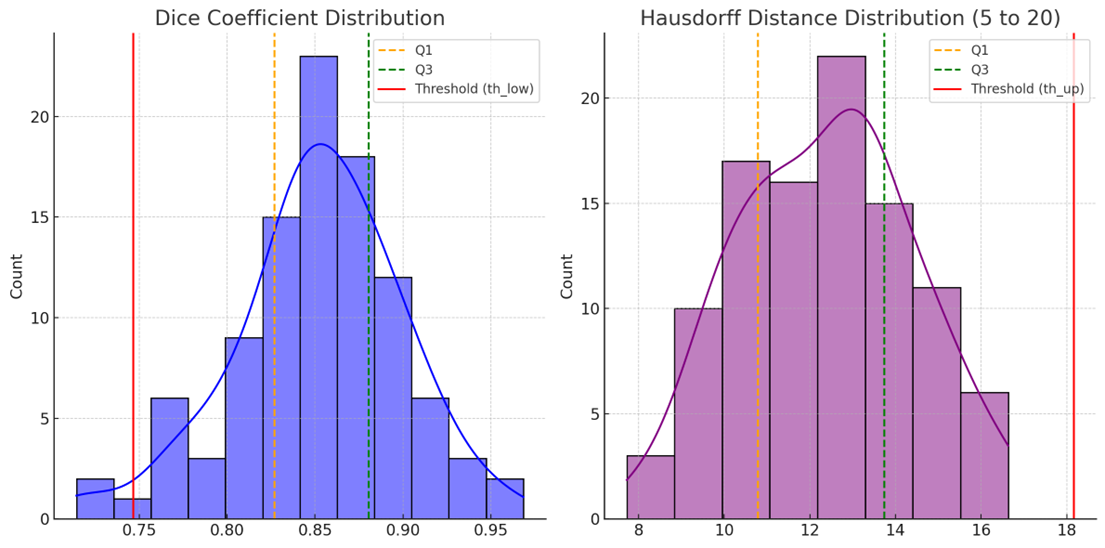 Dice Coefficient Distribution
Q1
Q3
Threshold (th_low)
Count
20
15
10
5
0
0.75 0.80 0.85 0.90 0.95
Hausdorff Distance Distribution (5 to 20)
Q1
Q3
Threshold (th_up)
Count
20
15
10
5
0
8 10 12 14 16 18